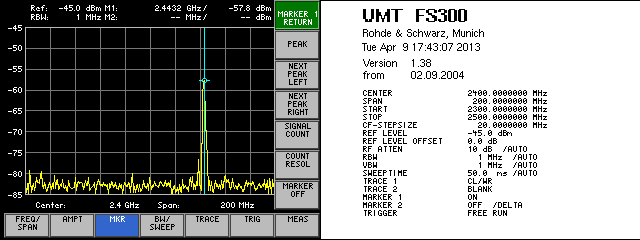 Ref: -45.0 dBm M1: 2.4432 GHz/ -57.8 dBm
RBW: 1 MHz M2: -- MHz/ -- dBm
MARKER 1
RETURN
PEAK
NEXT
PEAK
LEFT
NEXT
PEAK
RIGHT
SIGNAL
COUNT
COUNT
RESOL
MARKER
OFF
-45
-50
-55
-60
-65
-70
-75
-80
-85
Center: 2.4 GHz Span: 200 MHz
FREQ/
SPAN
AMPT
MKR
BW/
SWEEP
TRACE
TRIG
MEAS
UMT FS300
Rohde & Schwarz, Munich
Tue Apr 9 17:43:07 2013
Version 1.38
from 02.09.2004
CENTER 2400.0000000 MHz
SPAN 200.0000000 MHz
START 2300.0000000 MHz
STOP 2500.0000000 MHz
CF-STEPSIZE 20.0000000 MHz
REF LEVEL -45.0 dBm
REF LEVEL OFFSET 0.0 dB
RF ATTEN 10 dB /AUTO
RBW 1 MHz /AUTO
VBW 1 MHz /AUTO
SWEEPTIME 50.0 ms /AUTO
TRACE 1 CL/WR
TRACE 2 BLANK
MARKER 1 ON
MARKER 2 OFF /DELTA
TRIGGER FREE RUN